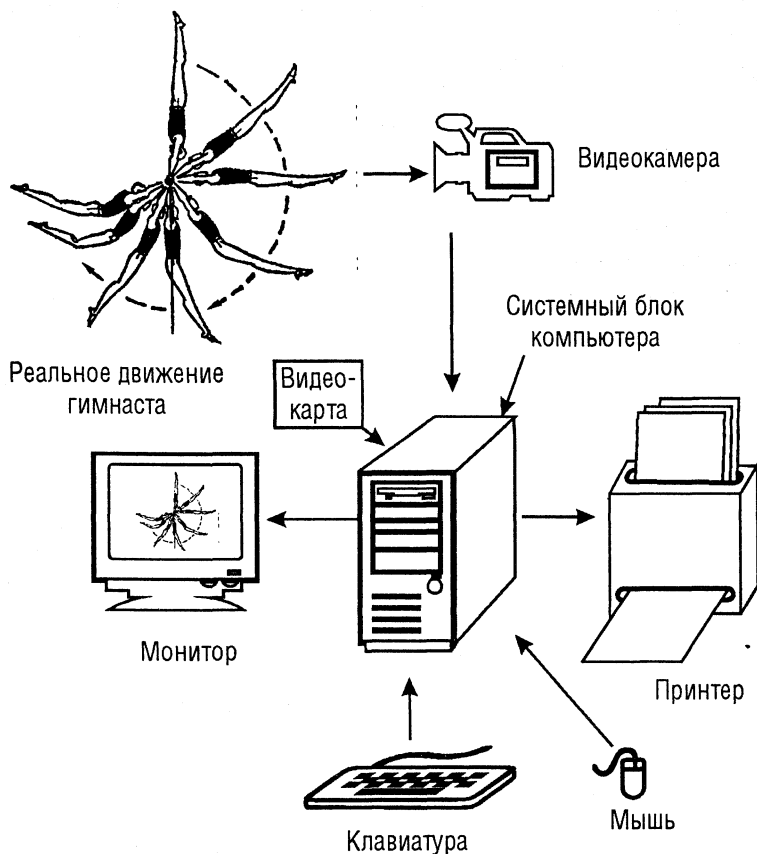 Видеокамера
Системный блок
компьютера
Реальное движение
гимнаста
Видео-
карта
Монитор
Принтер
Клавиатура
Мышь